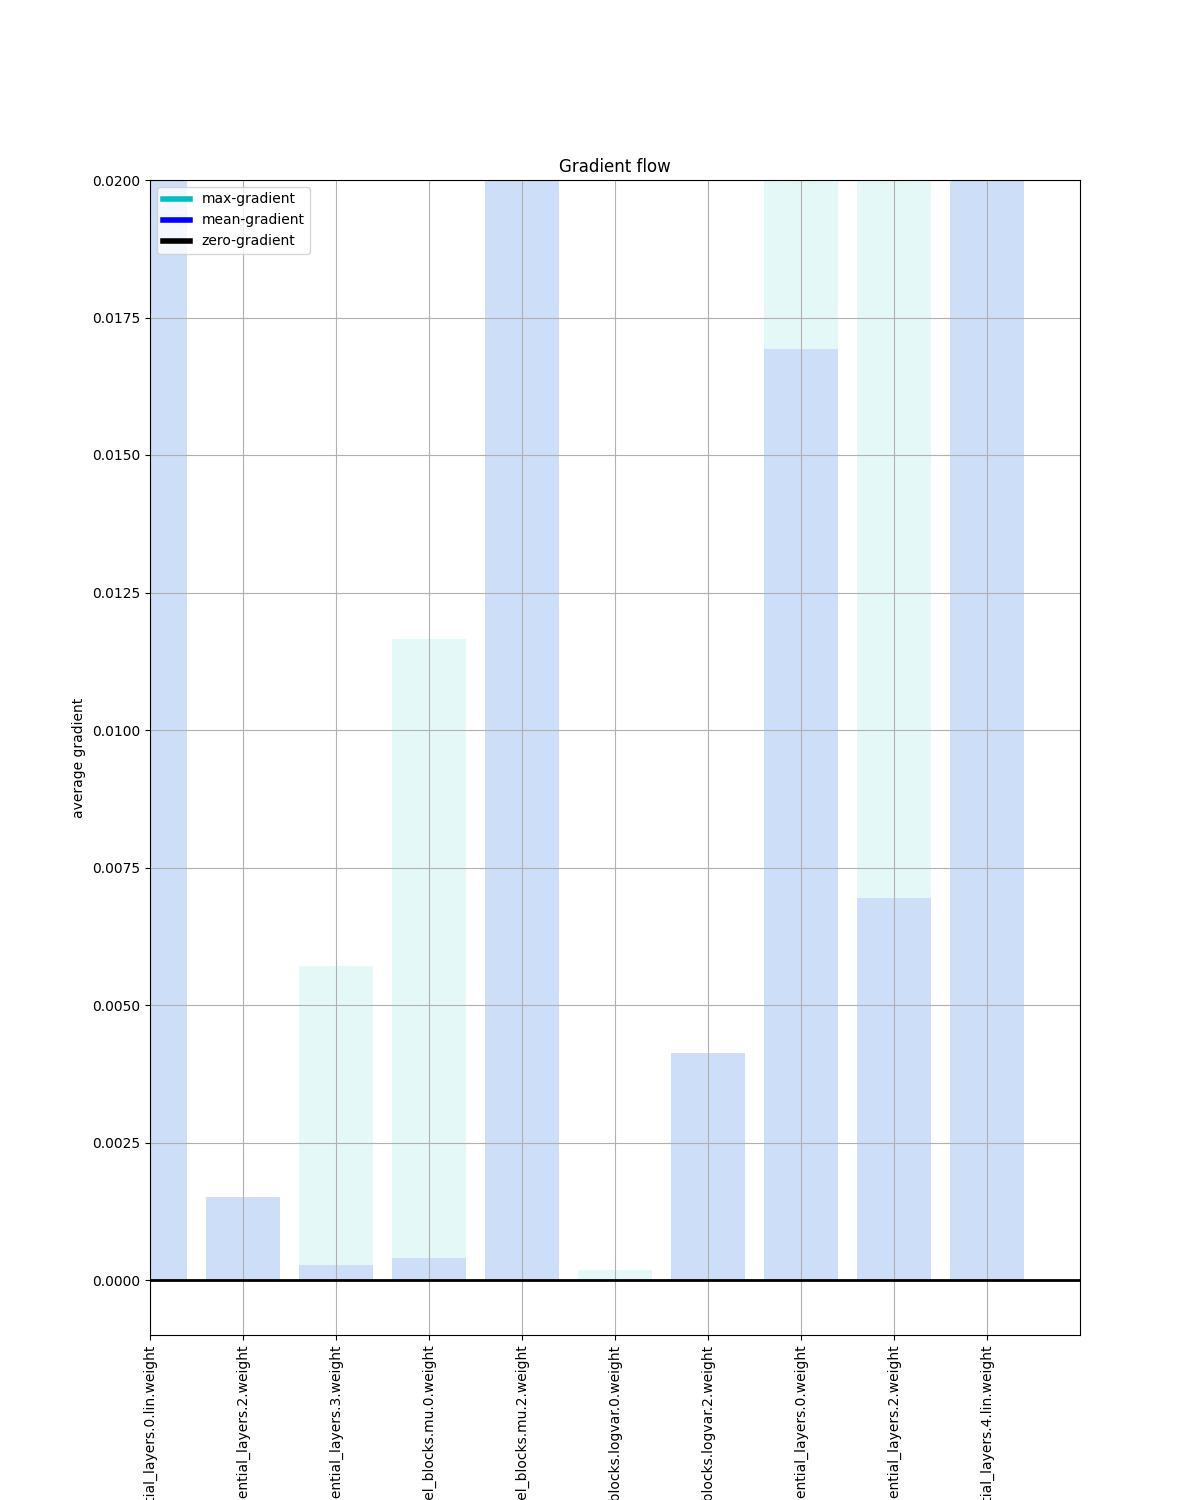 Gradient flow
max-gradient
mean-gradient
zero-gradient
average gradient
0.0200
0.0175
0.0150
0.0125
0.0100
0.0075
0.0050
0.0025
0.0000
tial_layers.0.lin.weight
ential_layers.2.weight
ential_layers.3.weight
el_blocks.mu.0.weight
el_blocks.mu.2.weight
blocks.logvar.0.weight
blocks.logvar.2.weight
ential_layers.0.weight
ential_layers.2.weight
tial_layers.4.lin.weight